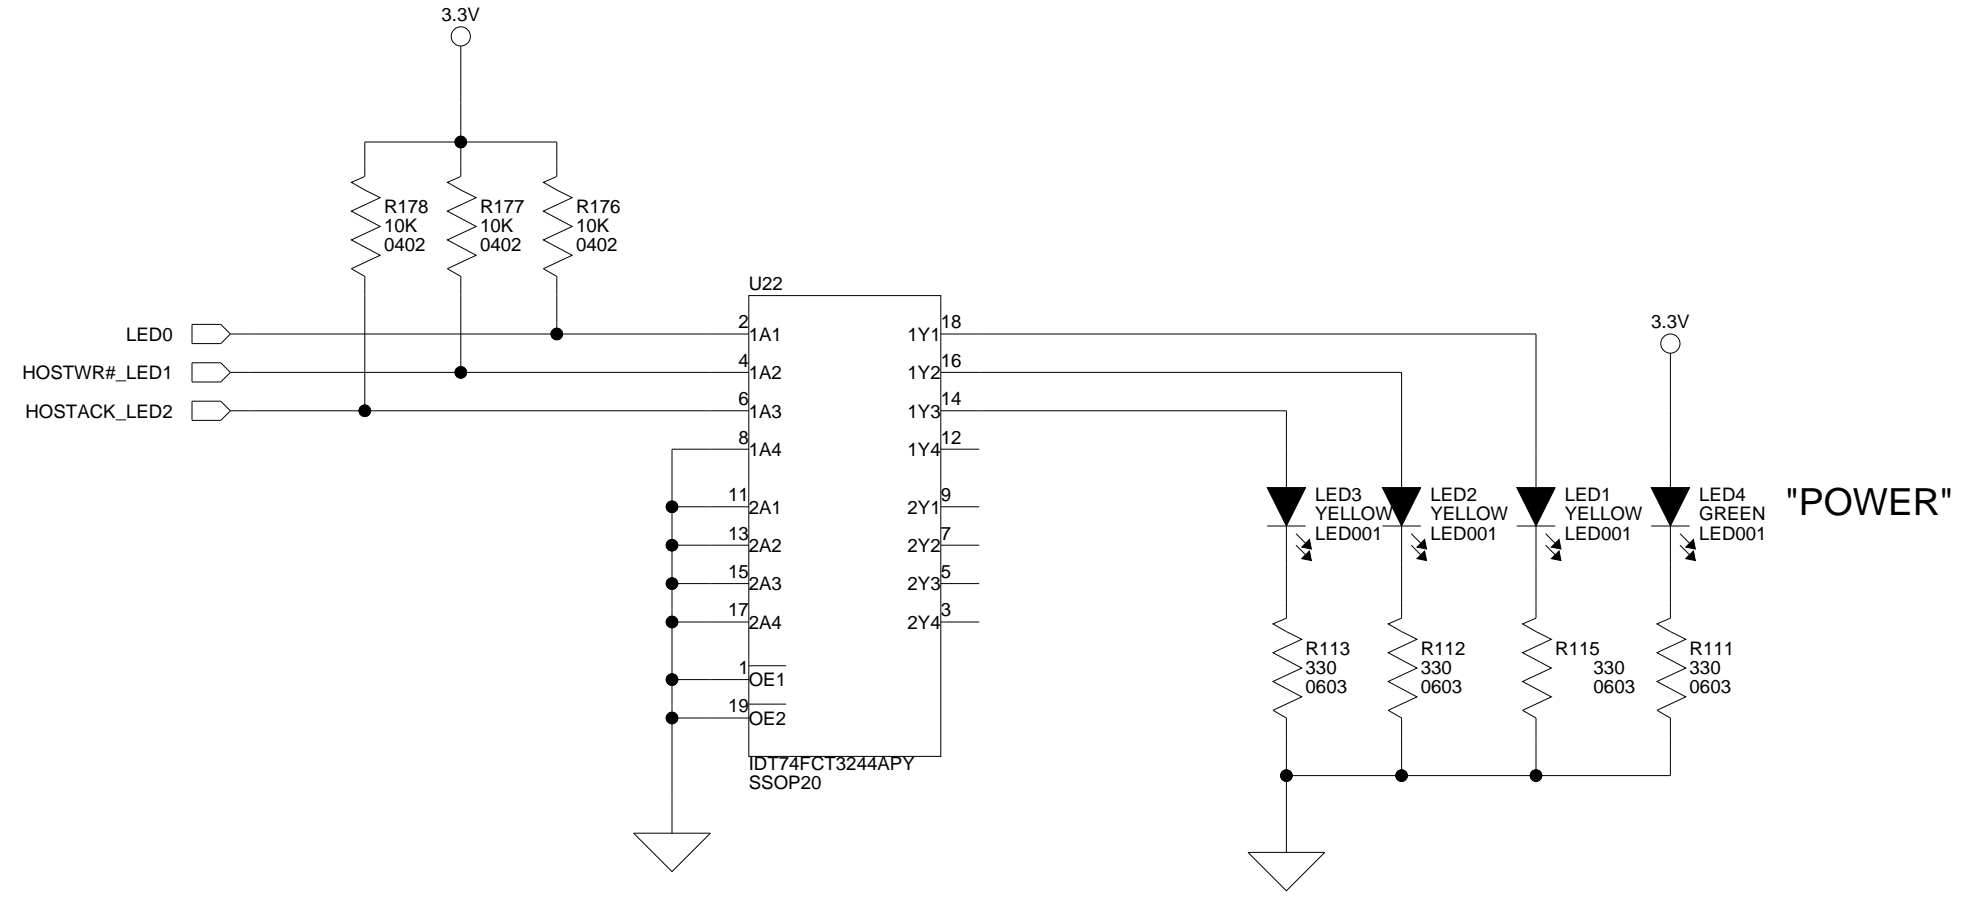 3.3V
R178
10K
0402
R177
10K
0402
R176
10K
0402
LED0
HOSTWR#_LED1
HOSTACK_LED2
U22
2
1A1
4
1A2
6
1A3
8
1A4
11
2A1
13
2A2
15
2A3
17
2A4
1
OE1
19
OE2
18
1Y1
16
1Y2
14
1Y3
12
1Y4
9
2Y1
7
2Y2
5
2Y3
3
2Y4
IDT74FCT3244APY
SSOP20
3.3V
LED3
YELLOW
LED001
LED2
YELLOW
LED001
LED1
YELLOW
LED001
LED4
GREEN
LED001
"POWER"
R113
330
0603
R112
330
0603
R115
330
0603
R111
330
0603